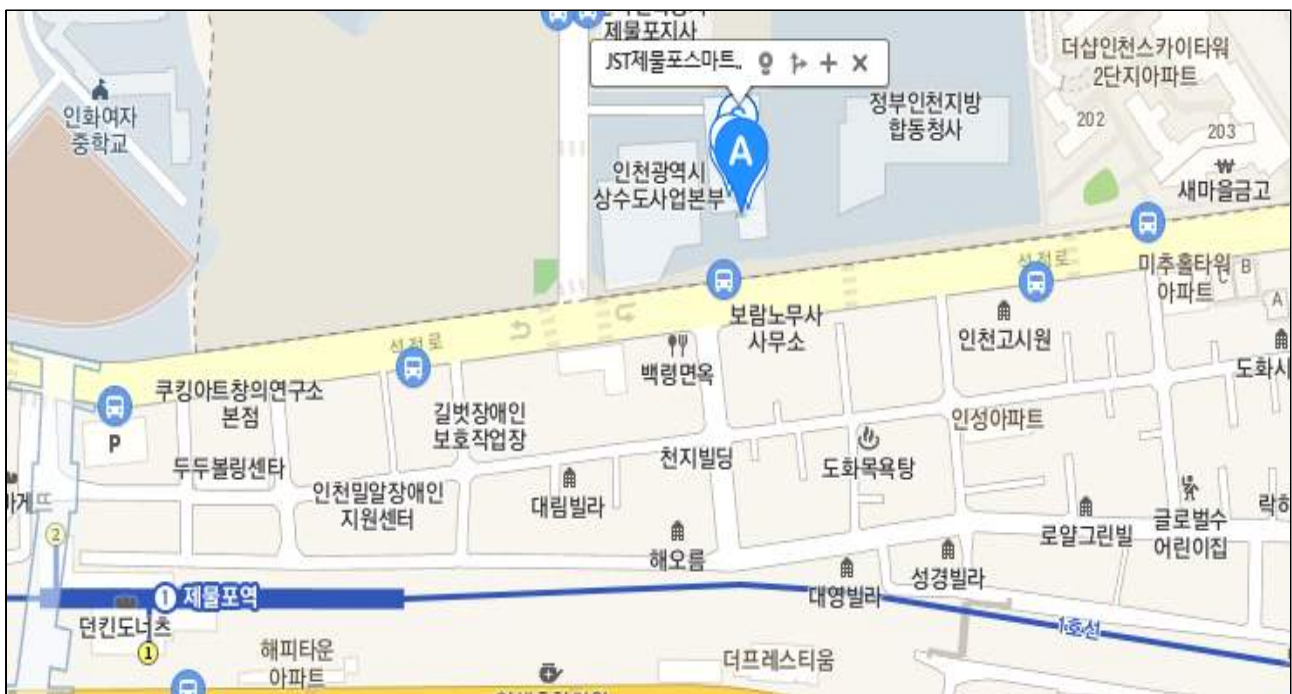 제물포지사
JST제물포스마트..
더샵인천스카이타워
2단지아파트
인화여자
중학교
정부인천지방
합동청사
202
203
A
인천광역시
상수도사업본부
새마을금고
석정로
미추홀타워
아파트
C
B
A
보람노무사
사무소
인천고시원
석정로
백령면옥
쿠킹아트창의연구소
본점
P
길벗장애인
보호작업장
인성아파트
두두볼링센타
천지빌딩
도화목욕탕
인천밀알장애인
지원센터
대림빌라
로얄그린빌
글로벌수
어린이집
2
해오름
대영빌라
성경빌라
1 제물포역
던킨도너츠
1
1호선
해피타운
아파트
더프레스티움